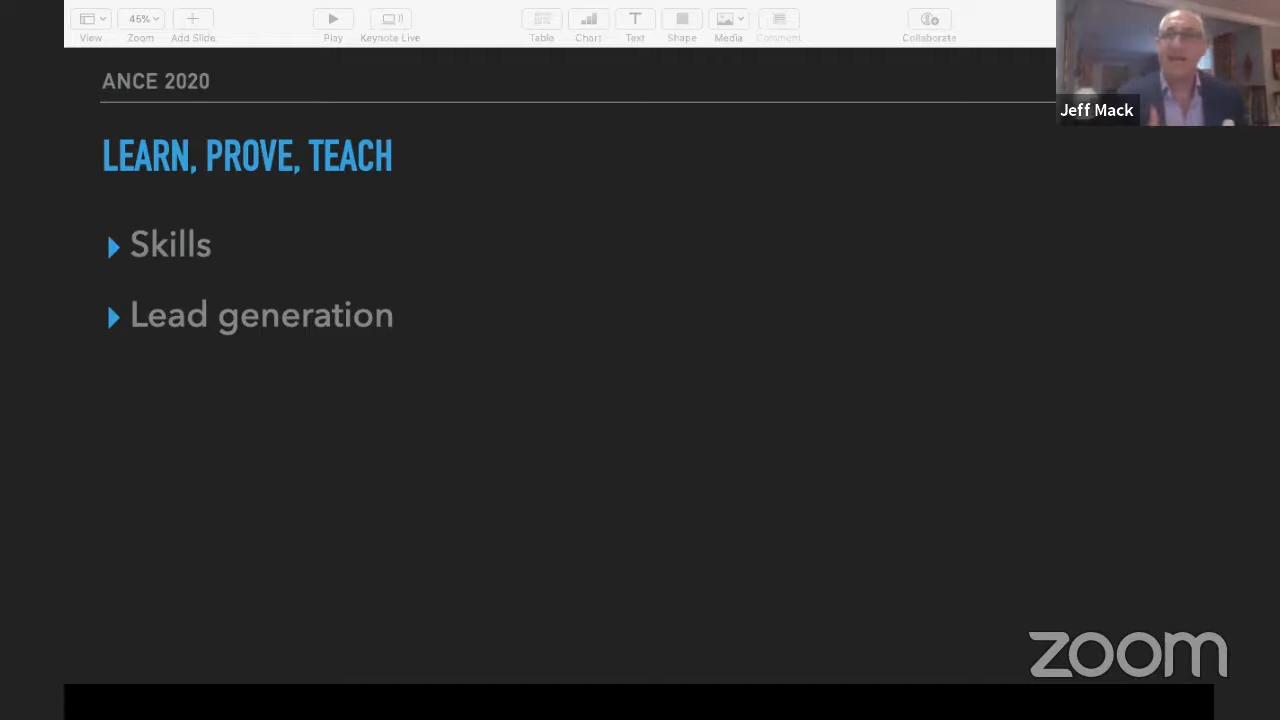 45%
View
Zoom
Add Slide
Play
Keynote Live
Table
Chart
Text
Shape
Media
Comment
Collaborate
Jeff Mack
ANCE 2020
LEARN, PROVE, TEACH
Skills
Lead generation
zoom